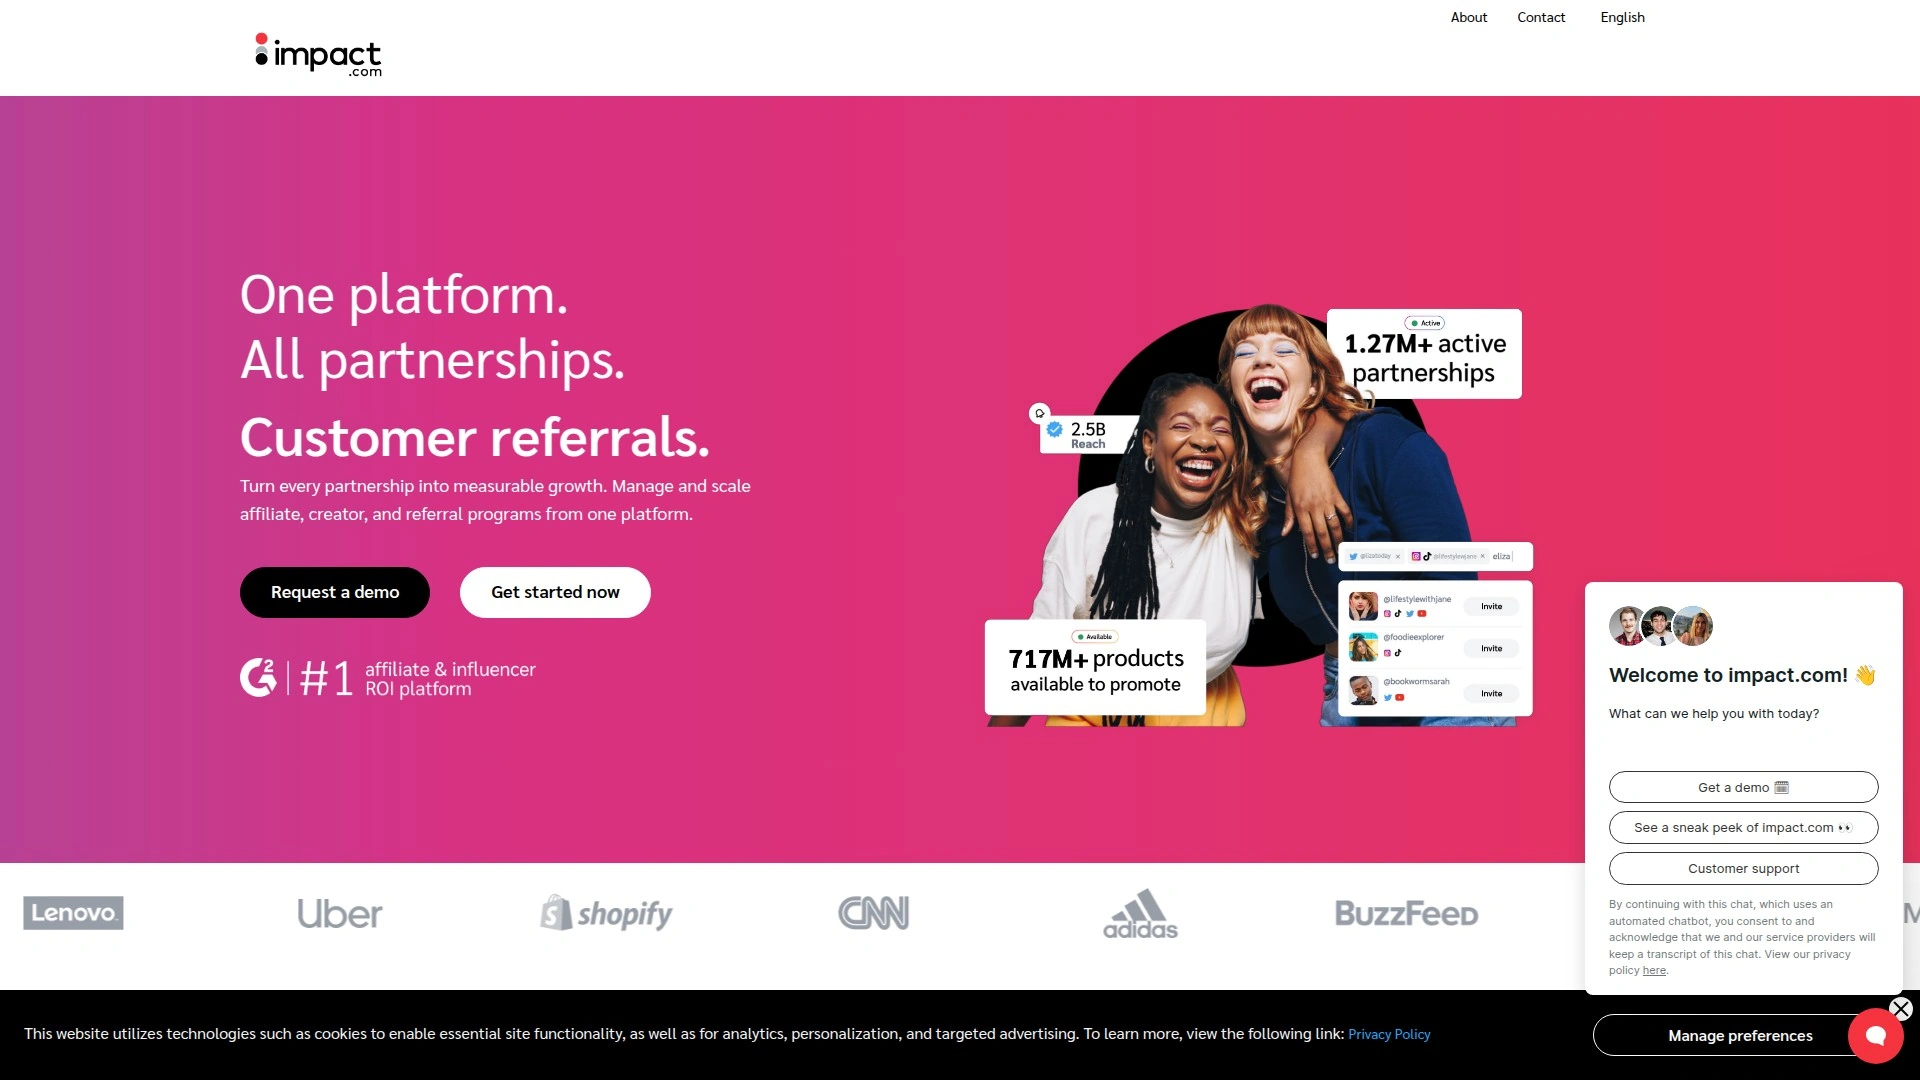 About
Contact
English
impact
.com
One platform.
All partnerships.
Customer referrals.
Turn every partnership into measurable growth. Manage and scale
affiliate, creator, and referral programs from one platform.
Request a demo
Get started now
G2
#1
affiliate & influencer
ROI platform
Active
1.27M+ active
partnerships
2.5B
Reach
@lizstoday × @lifestylewjane × eliza
@lifestylewithjane
Invite
@foodieexplorer
Invite
@bookwormsarah
Invite
Available
717M+ products
available to promote
Welcome to impact.com! 👋
What can we help you with today?
Get a demo 🗓
See a sneak peek of impact.com 👀
Customer support
By continuing with this chat, which uses an
automated chatbot, you consent to and
acknowledge that we and our service providers will
keep a transcript of this chat. View our privacy
policy here.
Lenovo
Uber
shopify
CNN
adidas
BuzzFeed
M
This website utilizes technologies such as cookies to enable essential site functionality, as well as for analytics, personalization, and targeted advertising. To learn more, view the following link: Privacy Policy
Manage preferences